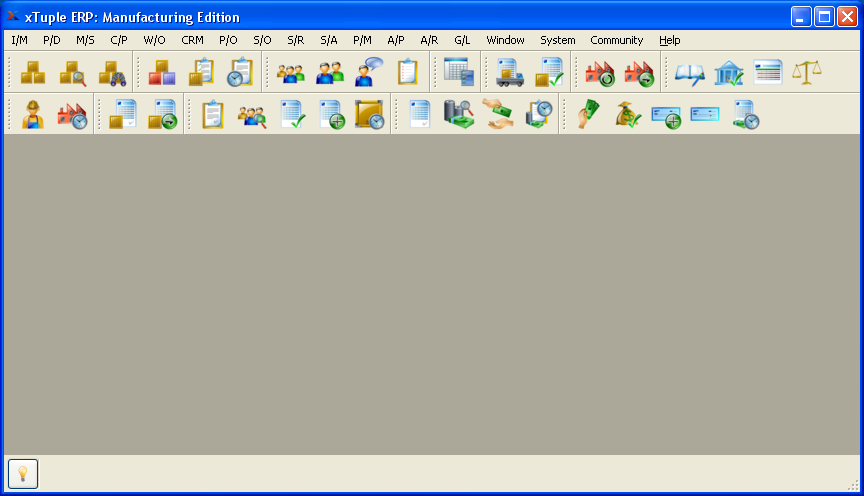 xTuple ERP: Manufacturing Edition
I/M P/D M/S C/P W/O CRM P/O S/O S/R S/A P/M A/P A/R G/L Window System Community Help